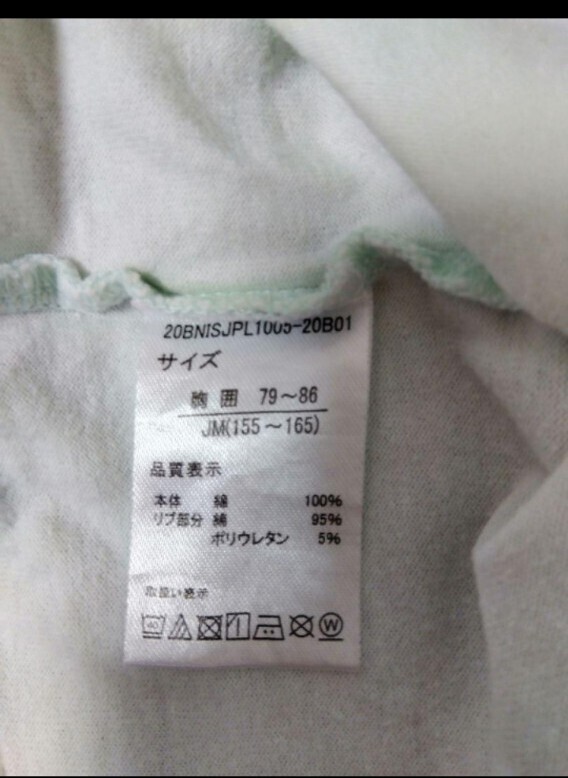 20BNISJPL1005-20B01
サイズ
胸囲 79～86
JM(155～165)
品質表示
本体 綿 100%
リブ部分 綿 95%
ポリウレタン 5%
取扱い表示
40 W